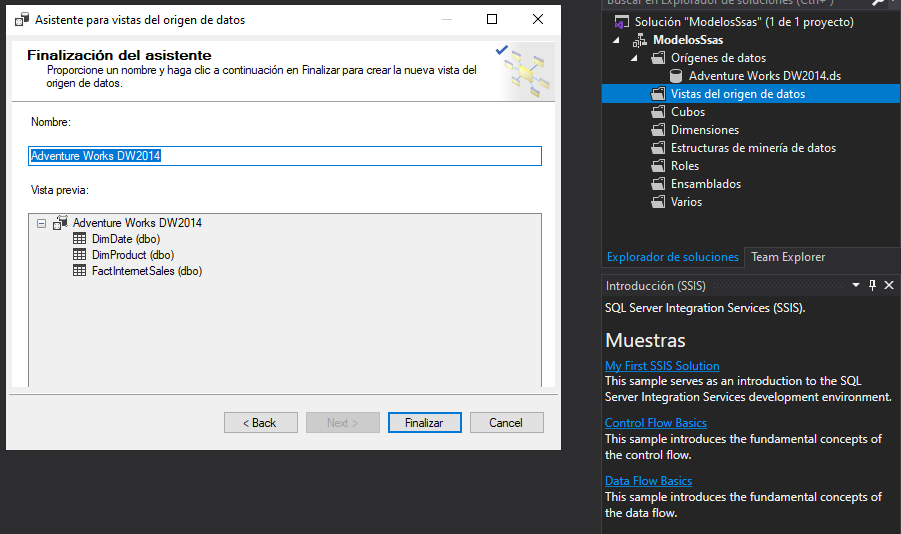 Asistente para vistas del origen de datos
Finalización del asistente
Proporcione un nombre y haga clic a continuación en Finalizar para crear la nueva vista del
origen de datos.
Nombre:
Adventure Works DW2014
Vista previa:
Adventure Works DW2014
DimDate (dbo)
DimProduct (dbo)
FactInternetSales (dbo)
< Back
Next >
Finalizar
Cancel
Buscar en Explorador de soluciones (Ctrl+ )
Solución "ModelosSsas" (1 de 1 proyecto)
ModelosSsas
Orígenes de datos
Adventure Works DW2014.ds
Vistas del origen de datos
Cubos
Dimensiones
Estructuras de minería de datos
Roles
Ensamblados
Varios
Explorador de soluciones
Team Explorer
Introducción (SSIS)
SQL Server Integration Services (SSIS).
Muestras
My First SSIS Solution
This sample serves as an introduction to the SQL
Server Integration Services development environment.
Control Flow Basics
This sample introduces the fundamental concepts of
the control flow.
Data Flow Basics
This sample introduces the fundamental concepts of
the data flow.